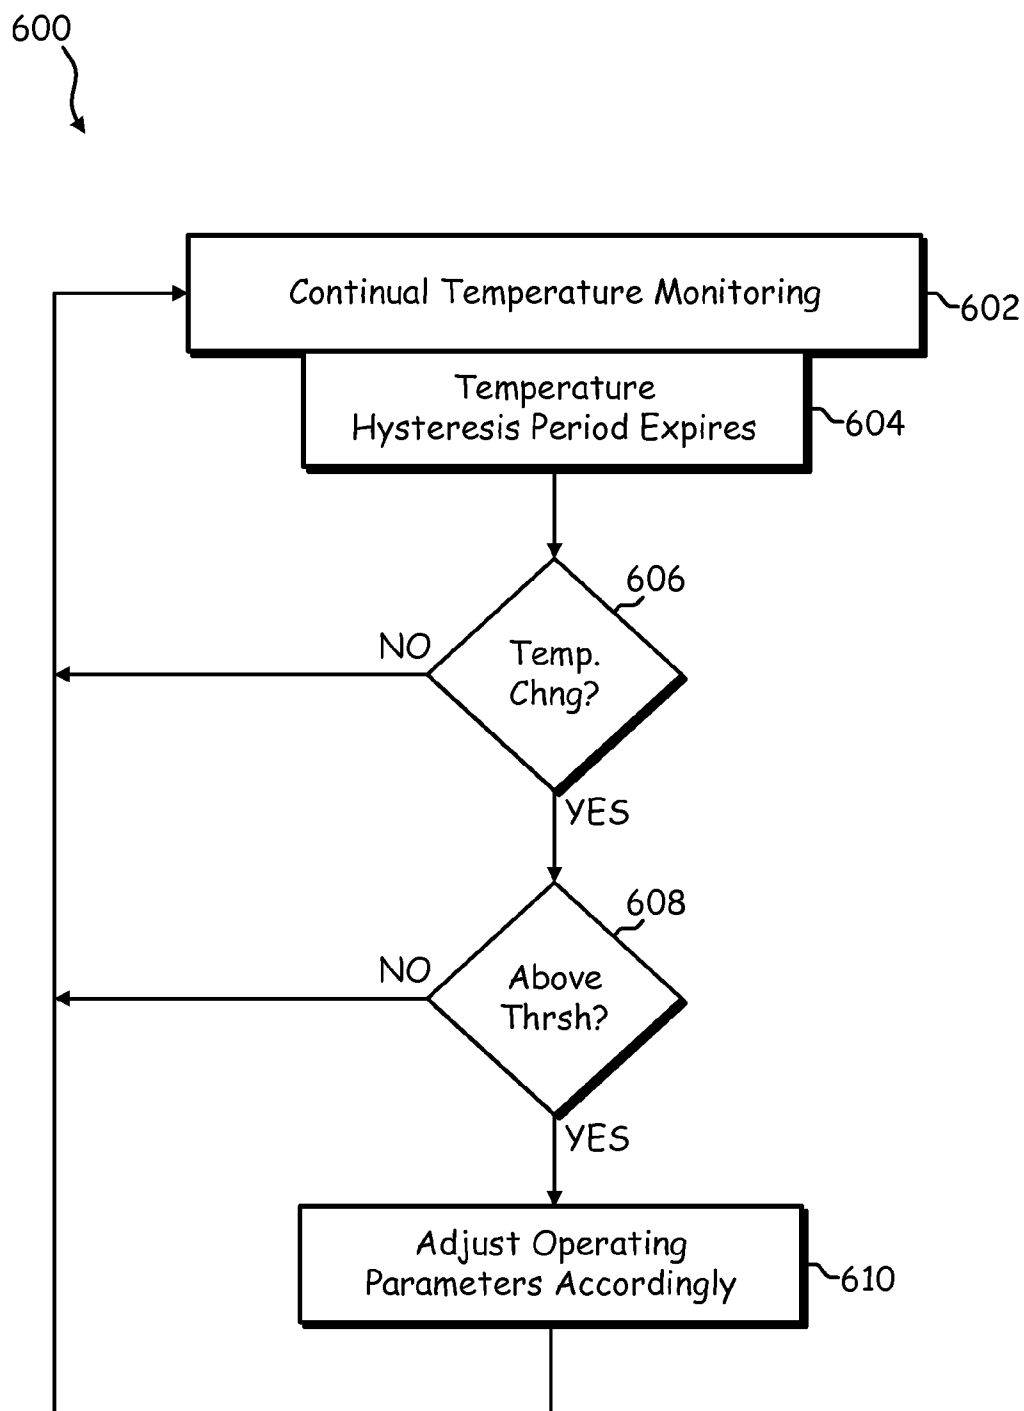 600
Continual Temperature Monitoring
602
Temperature
Hysteresis Period Expires
604
606
Temp.
Chng?
NO
YES
608
Above
Thrsh?
NO
YES
Adjust Operating
Parameters Accordingly
610